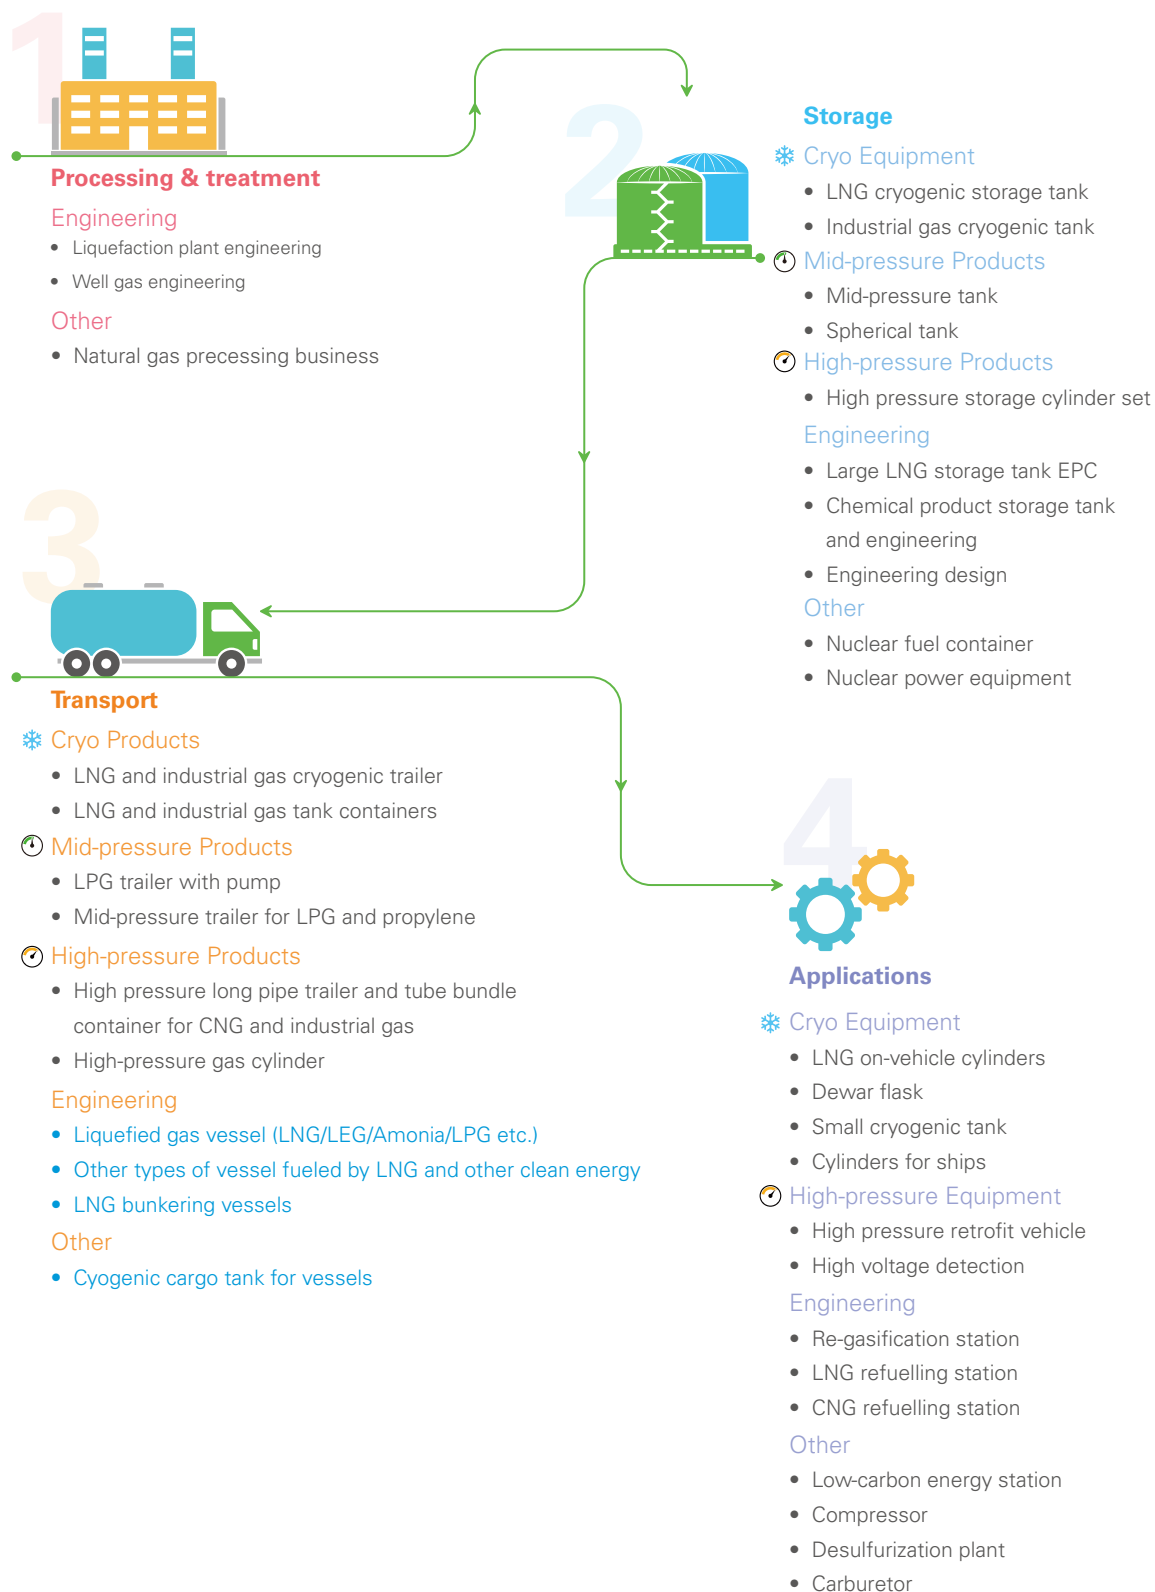 1
Processing & treatment
Engineering
• Liquefaction plant engineering
• Well gas engineering
Other
• Natural gas precessing business
2
Storage
Cryo Equipment
• LNG cryogenic storage tank
• Industrial gas cryogenic tank
Mid-pressure Products
• Mid-pressure tank
• Spherical tank
High-pressure Products
• High pressure storage cylinder set
Engineering
• Large LNG storage tank EPC
• Chemical product storage tank
and engineering
• Engineering design
Other
• Nuclear fuel container
• Nuclear power equipment
3
Transport
Cryo Products
• LNG and industrial gas cryogenic trailer
• LNG and industrial gas tank containers
Mid-pressure Products
• LPG trailer with pump
• Mid-pressure trailer for LPG and propylene
High-pressure Products
• High pressure long pipe trailer and tube bundle
container for CNG and industrial gas
• High-pressure gas cylinder
Engineering
• Liquefied gas vessel (LNG/LEG/Amonia/LPG etc.)
• Other types of vessel fueled by LNG and other clean energy
• LNG bunkering vessels
Other
• Cyogenic cargo tank for vessels
4
Applications
Cryo Equipment
• LNG on-vehicle cylinders
• Dewar flask
• Small cryogenic tank
• Cylinders for ships
High-pressure Equipment
• High pressure retrofit vehicle
• High voltage detection
Engineering
• Re-gasification station
• LNG refuelling station
• CNG refuelling station
Other
• Low-carbon energy station
• Compressor
• Desulfurization plant
• Carburetor